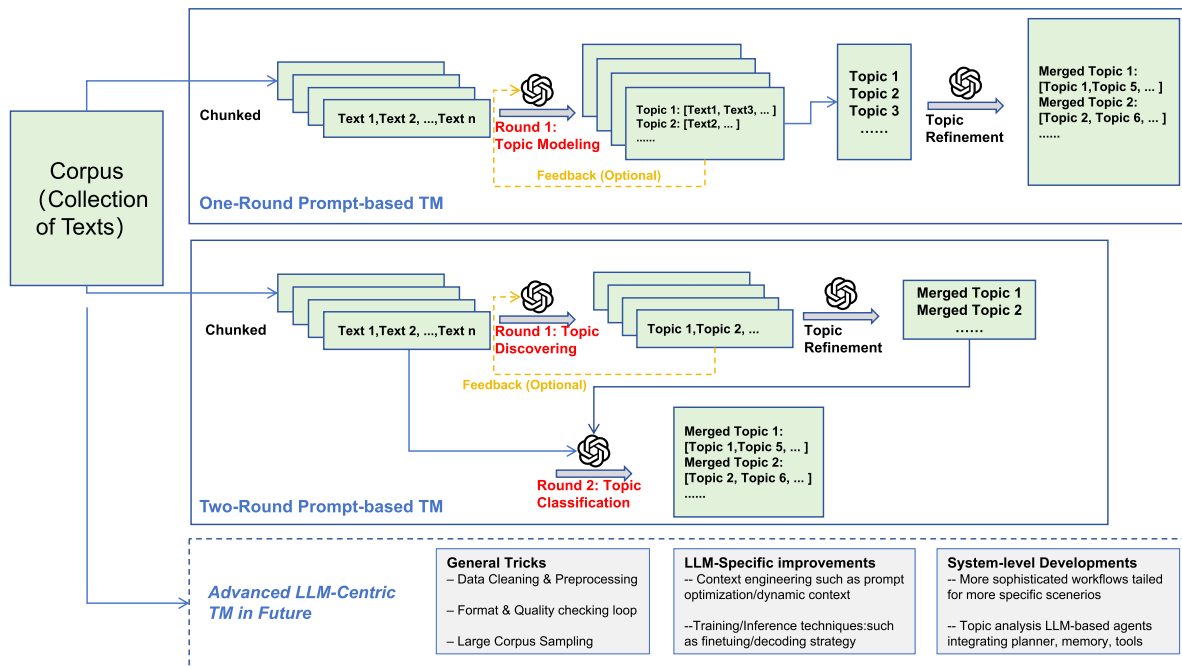 Corpus
(Collection
of Texts)
Chunked
Text 1,Text 2, ...,Text n
Round 1:
Topic Modeling
Topic 1: [Text1, Text3, ... ]
Topic 2: [Text2, ... ]
......
Feedback (Optional)
Topic 1
Topic 2
Topic 3
......
Topic
Refinement
Merged Topic 1:
[Topic 1,Topic 5, ... ]
Merged Topic 2:
[Topic 2, Topic 6, ... ]
......
One-Round Prompt-based TM
Chunked
Text 1,Text 2, ...,Text n
Round 1: Topic
Discovering
Topic 1,Topic 2, ...
Feedback (Optional)
Topic
Refinement
Merged Topic 1
Merged Topic 2
......
Round 2: Topic
Classification
Merged Topic 1:
[Topic 1,Topic 5, ... ]
Merged Topic 2:
[Topic 2, Topic 6, ... ]
......
Two-Round Prompt-based TM
Advanced LLM-Centric
TM in Future
General Tricks
– Data Cleaning & Preprocessing
– Format & Quality checking loop
– Large Corpus Sampling
LLM-Specific improvements
-- Context engineering such as prompt
optimization/dynamic context
--Training/Inference techniques:such
as finetuing/decoding strategy
System-level Developments
-- More sophisticated workflows tailed
for more specific scenerios
-- Topic analysis LLM-based agents
integrating planner, memory, tools